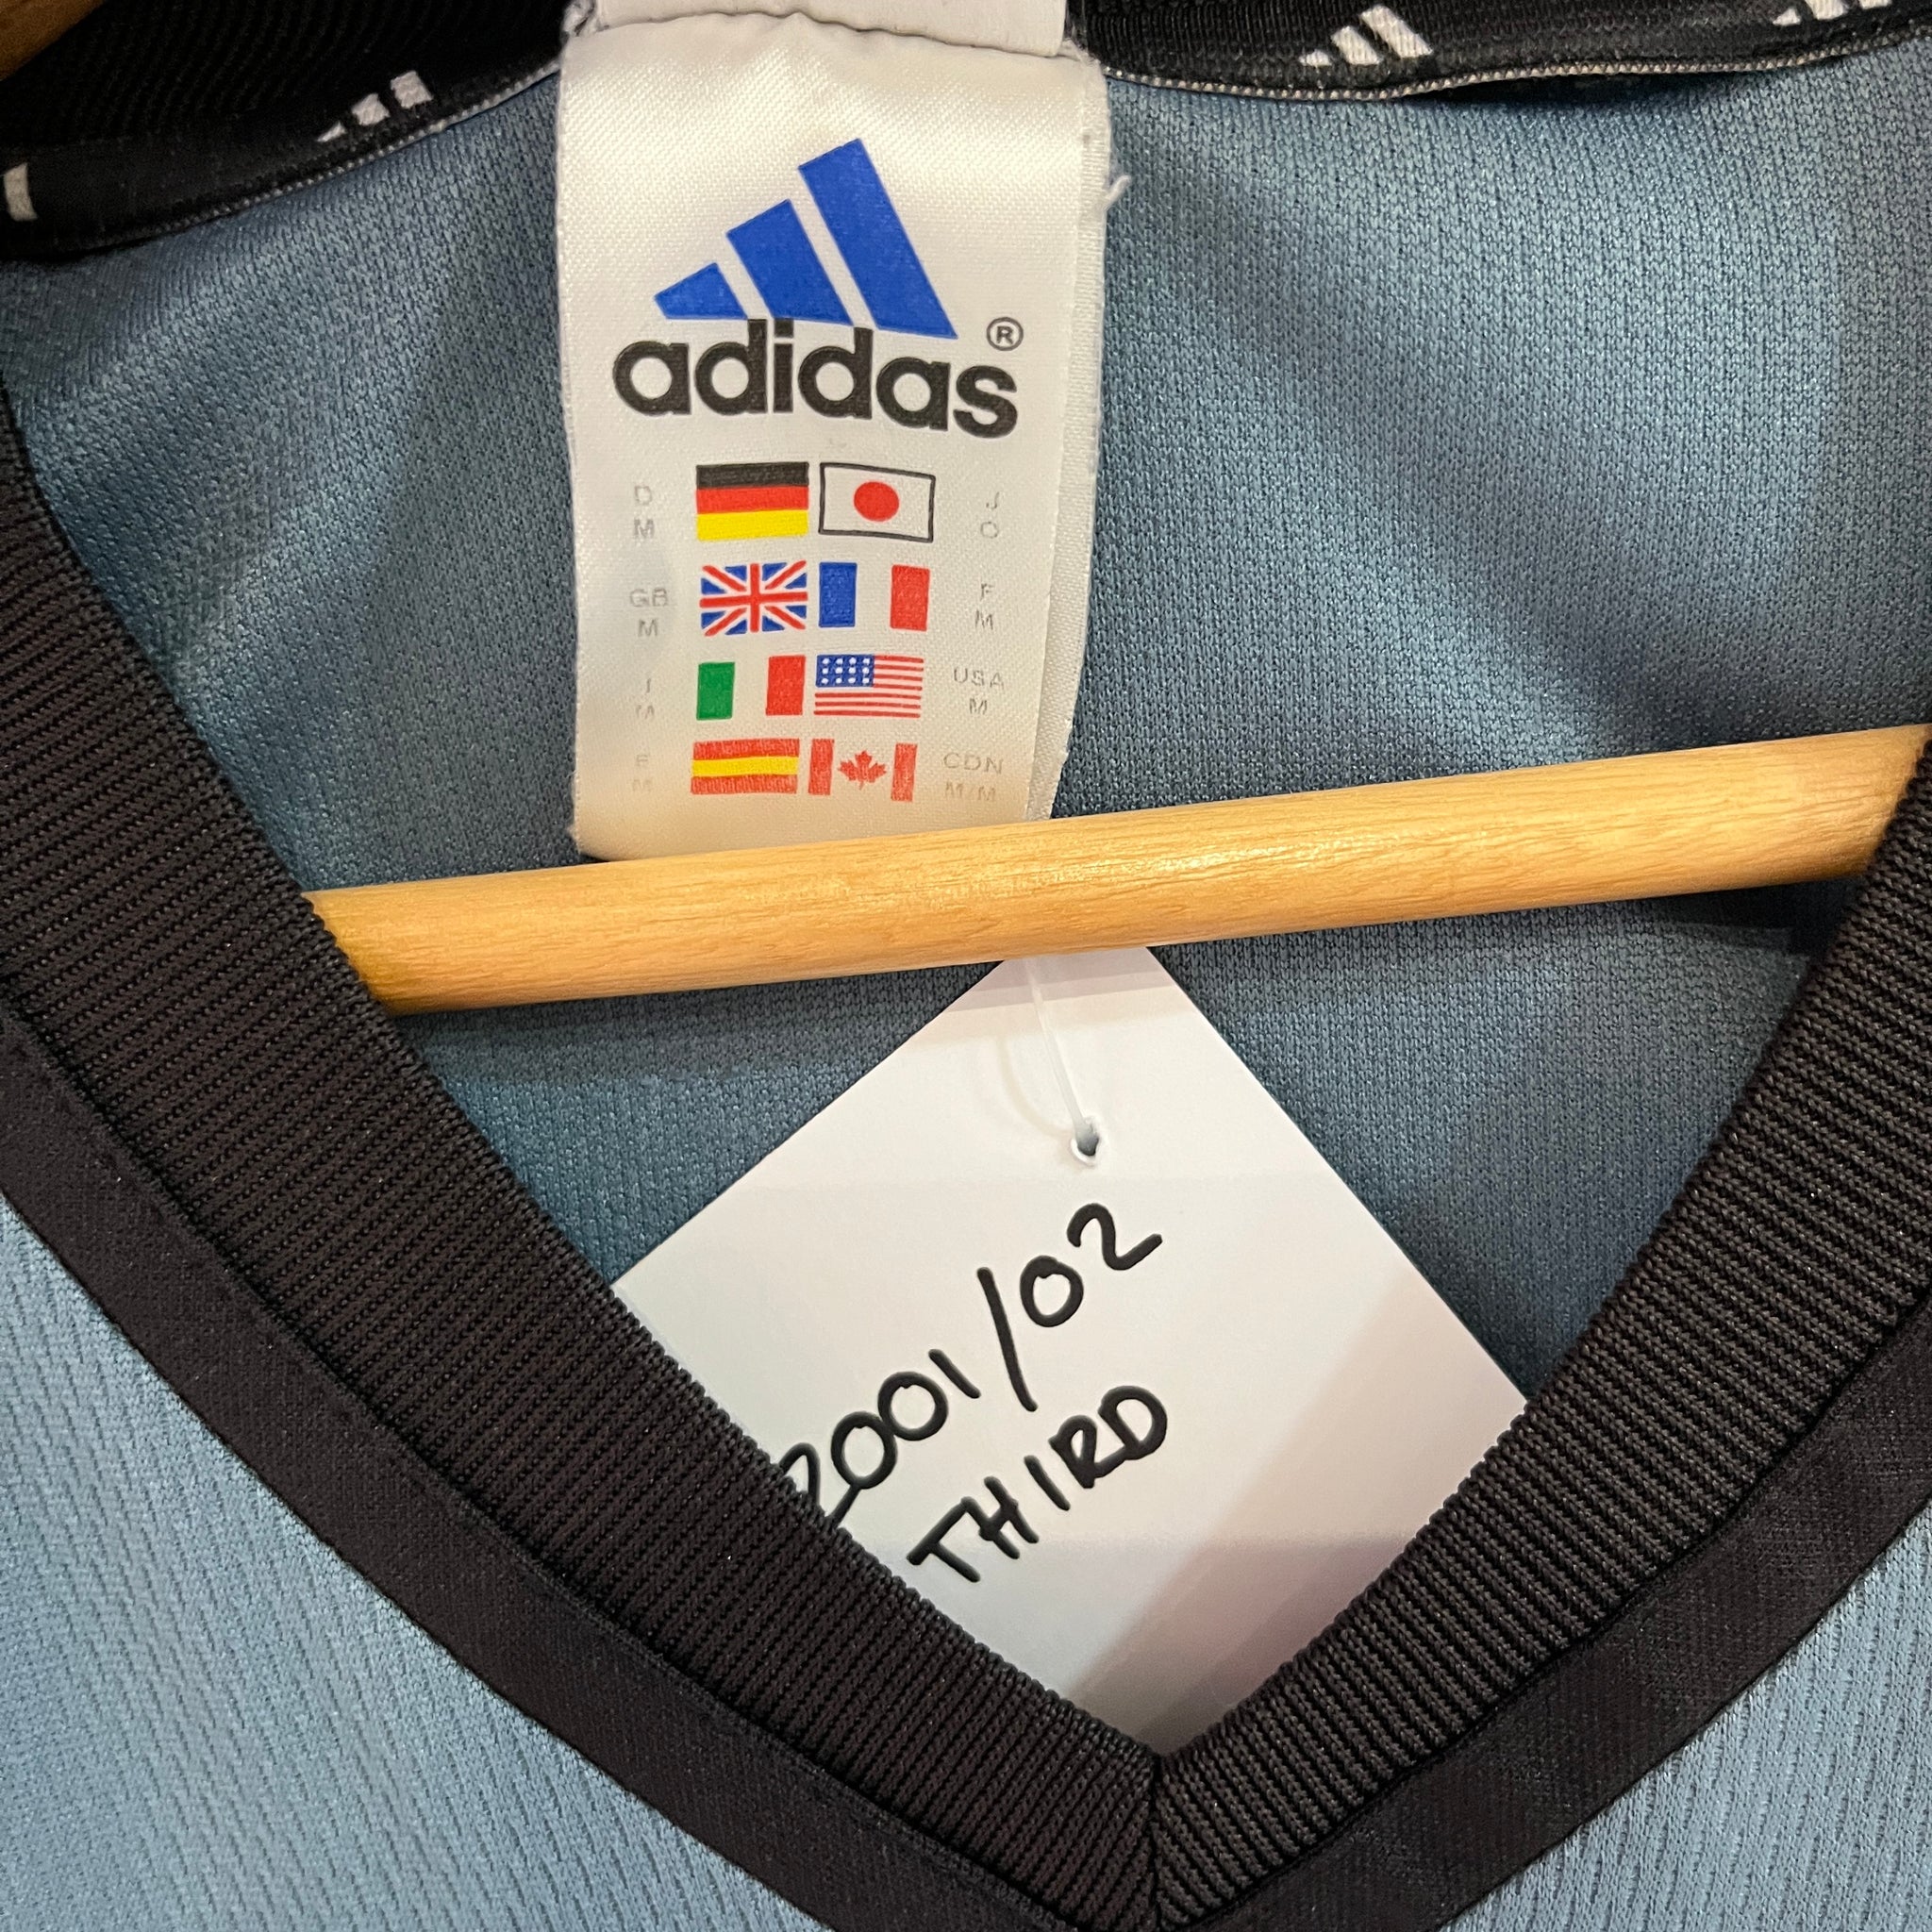 adidas®
D J
M O
GB F
M M
I USA
M M
E CDN
M M/M
2001/02
THIRD